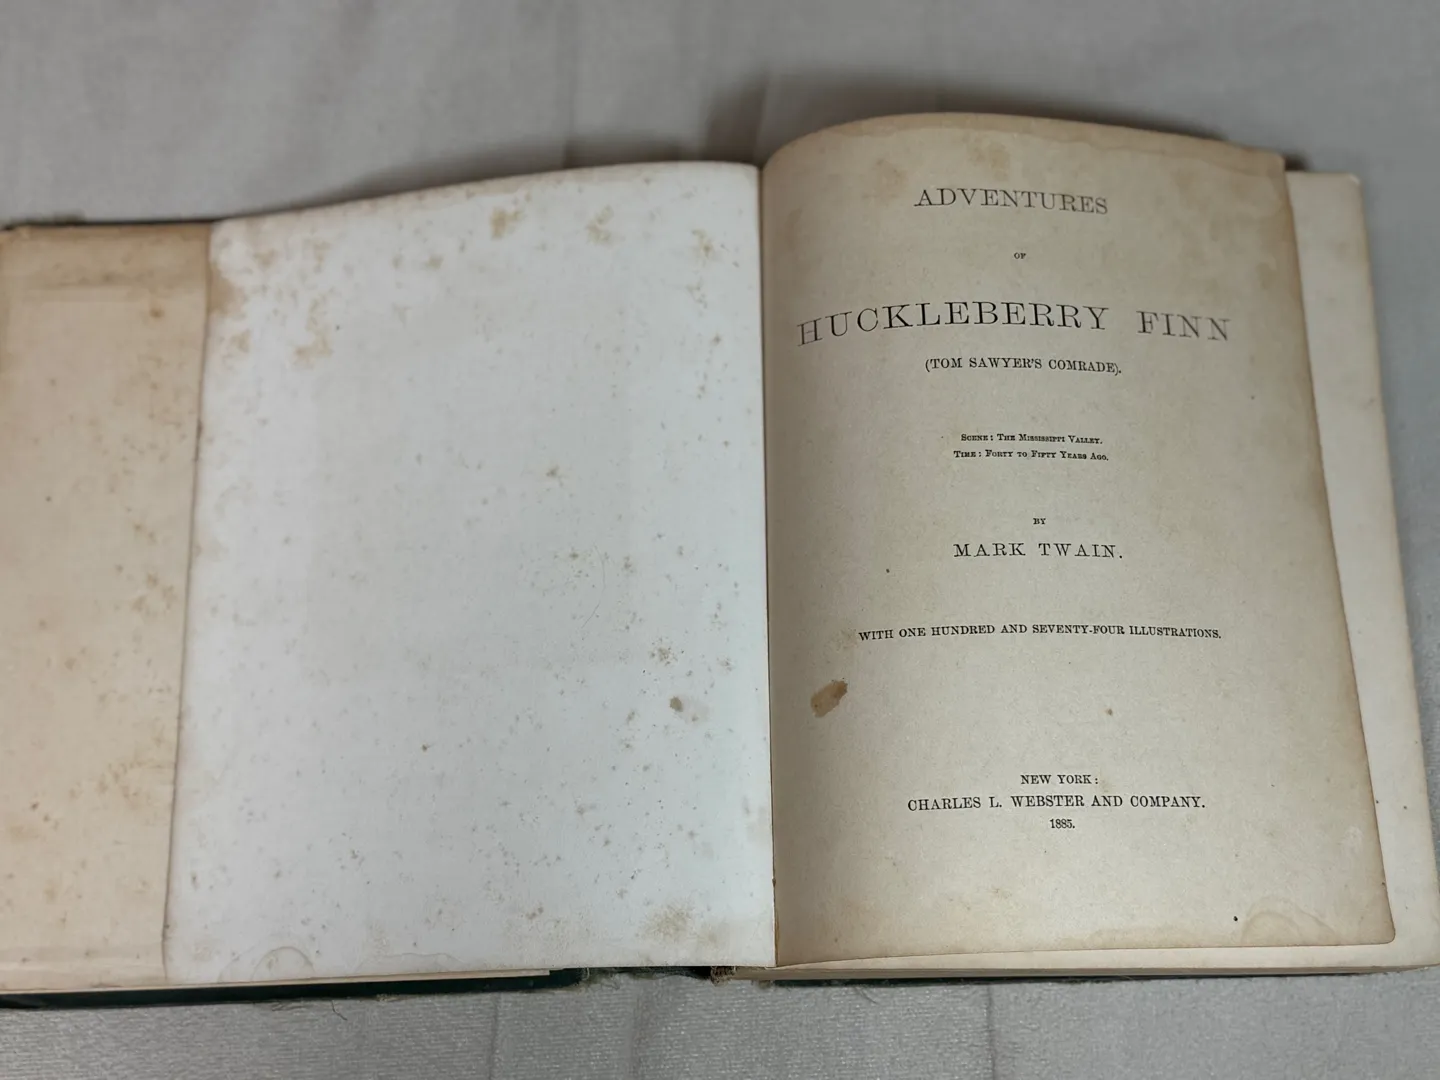 ADVENTURES
OF
HUCKLEBERRY FINN
(TOM SAWYER'S COMRADE).
SCENE: THE MISSISSIPPI VALLEY.
TIME: FORTY TO FIFTY YEARS AGO.
BY
MARK TWAIN.
WITH ONE HUNDRED AND SEVENTY-FOUR ILLUSTRATIONS.
NEW YORK:
CHARLES L. WEBSTER AND COMPANY.
1885.